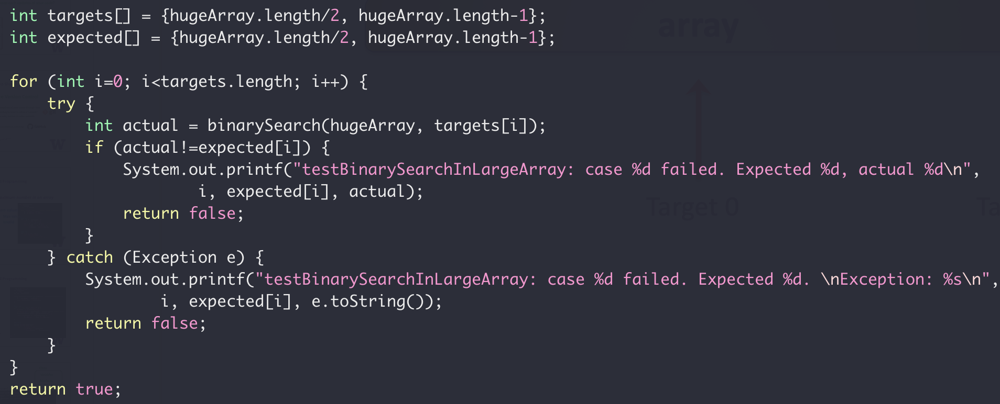 int targets[] = {hugeArray.length/2, hugeArray.length-1};
int expected[] = {hugeArray.length/2, hugeArray.length-1};
array
for (int i=0; i<targets.length; i++) {
    try {
        int actual = binarySearch(hugeArray, targets[i]);
        if (actual!=expected[i]) {
            System.out.printf("testBinarySearchInLargeArray: case %d failed. Expected %d, actual %d\n",
                    i, expected[i], actual);
            return false;
Target 0
        }
    } catch (Exception e) {
        System.out.printf("testBinarySearchInLargeArray: case %d failed. Expected %d. \nException: %s\n",
                i, expected[i], e.toString());
        return false;
    }
}
return true;